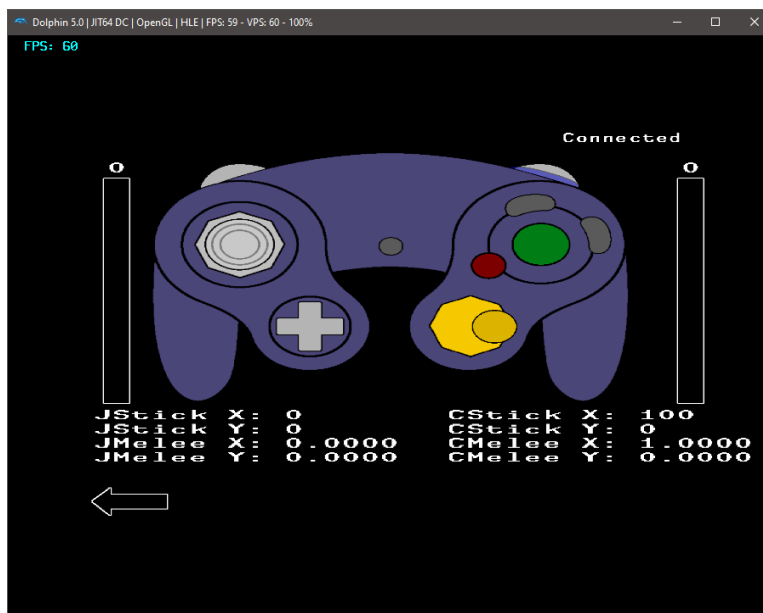 Dolphin 5.0 | JIT64 DC | OpenGL | HLE | FPS: 59 - VPS: 60 - 100%
FPS: 60
Connected
0
0
JStick X: 0
JStick Y: 0
JMelee X: 0.0000
JMelee Y: 0.0000
CStick X: 100
CStick Y: 0
CMelee X: 1.0000
CMelee Y: 0.0000